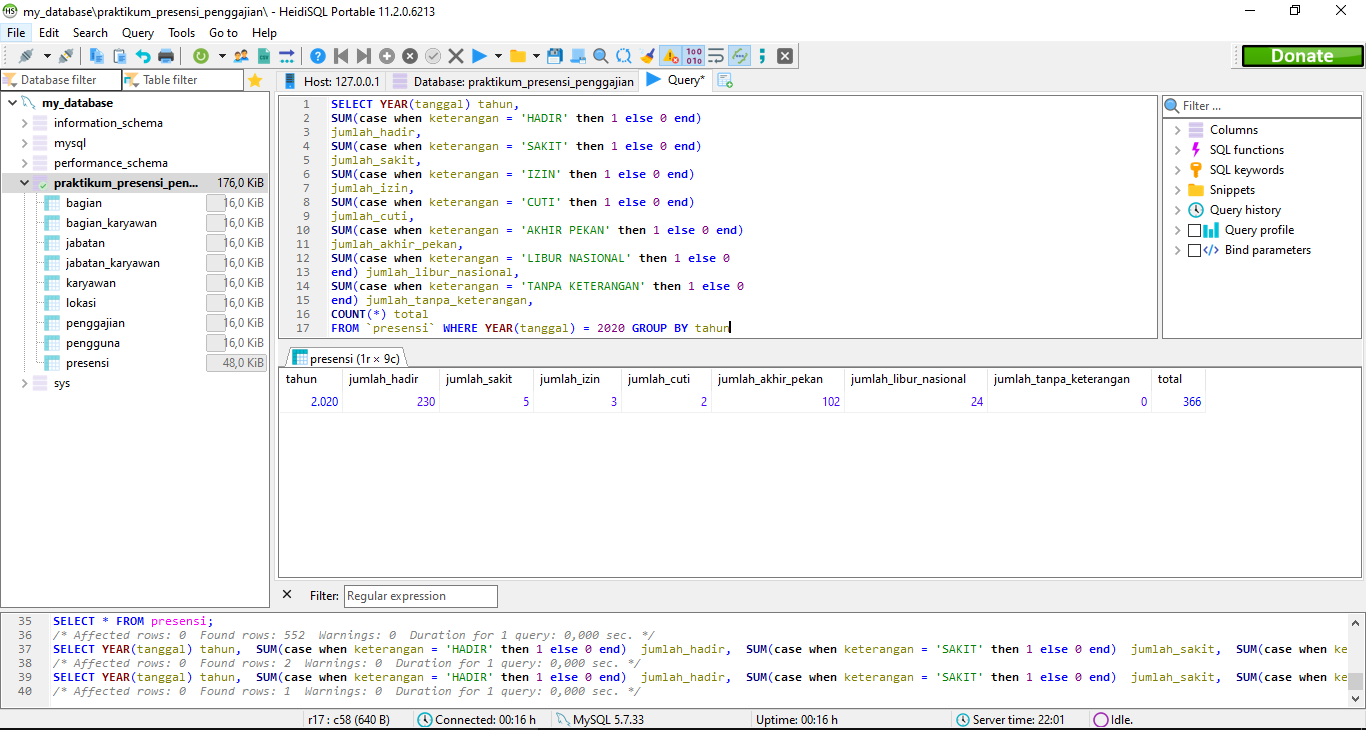 my_database\praktikum_presensi_penggajian\ - HeidiSQL Portable 11.2.0.6213
File Edit Search Query Tools Go to Help
Donate
Database filter
Table filter
Host: 127.0.0.1
Database: praktikum_presensi_penggajian
Query*
my_database
information_schema
mysql
performance_schema
praktikum_presensi_pen... 176,0 KiB
bagian 16,0 KiB
bagian_karyawan 16,0 KiB
jabatan 16,0 KiB
jabatan_karyawan 16,0 KiB
karyawan 16,0 KiB
lokasi 16,0 KiB
penggajian 16,0 KiB
pengguna 16,0 KiB
presensi 48,0 KiB
sys
1 SELECT YEAR(tanggal) tahun,
2 SUM(case when keterangan = 'HADIR' then 1 else 0 end)
3 jumlah_hadir,
4 SUM(case when keterangan = 'SAKIT' then 1 else 0 end)
5 jumlah_sakit,
6 SUM(case when keterangan = 'IZIN' then 1 else 0 end)
7 jumlah_izin,
8 SUM(case when keterangan = 'CUTI' then 1 else 0 end)
9 jumlah_cuti,
10 SUM(case when keterangan = 'AKHIR PEKAN' then 1 else 0 end)
11 jumlah_akhir_pekan,
12 SUM(case when keterangan = 'LIBUR NASIONAL' then 1 else 0
13 end) jumlah_libur_nasional,
14 SUM(case when keterangan = 'TANPA KETERANGAN' then 1 else 0
15 end) jumlah_tanpa_keterangan,
16 COUNT(*) total
17 FROM `presensi` WHERE YEAR(tanggal) = 2020 GROUP BY tahun
Filter ...
Columns
SQL functions
SQL keywords
Snippets
Query history
Query profile
Bind parameters
presensi (1r × 9c)
tahun jumlah_hadir jumlah_sakit jumlah_izin jumlah_cuti jumlah_akhir_pekan jumlah_libur_nasional jumlah_tanpa_keterangan total
2.020 230 5 3 2 102 24 0 366
Filter: Regular expression
35 SELECT * FROM presensi;
36 /* Affected rows: 0 Found rows: 552 Warnings: 0 Duration for 1 query: 0,000 sec. */
37 SELECT YEAR(tanggal) tahun, SUM(case when keterangan = 'HADIR' then 1 else 0 end) jumlah_hadir, SUM(case when keterangan = 'SAKIT' then 1 else 0 end) jumlah_sakit, SUM(case when ke
38 /* Affected rows: 0 Found rows: 2 Warnings: 0 Duration for 1 query: 0,000 sec. */
39 SELECT YEAR(tanggal) tahun, SUM(case when keterangan = 'HADIR' then 1 else 0 end) jumlah_hadir, SUM(case when keterangan = 'SAKIT' then 1 else 0 end) jumlah_sakit, SUM(case when ke
40 /* Affected rows: 0 Found rows: 1 Warnings: 0 Duration for 1 query: 0,000 sec. */
r17 : c58 (640 B) Connected: 00:16 h MySQL 5.7.33 Uptime: 00:16 h Server time: 22:01 Idle.